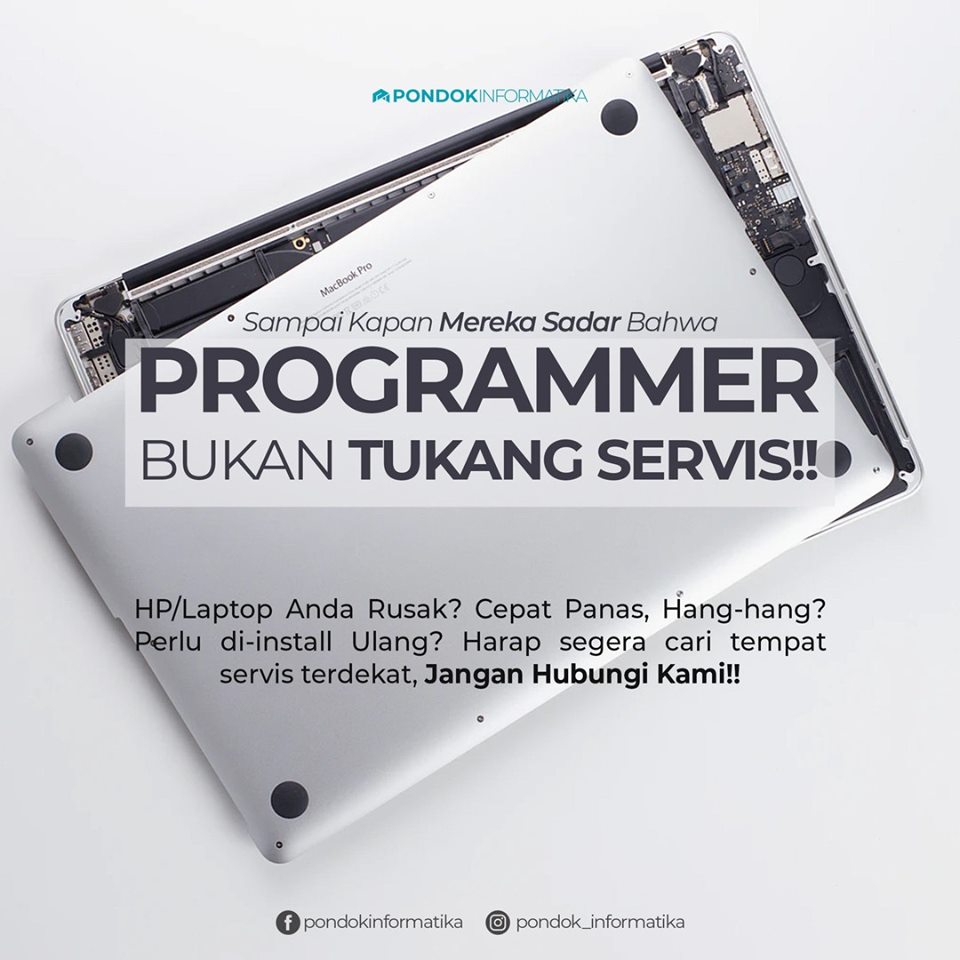 PONDOKINFORMATIKA
MacBook Pro
Sampai Kapan Mereka Sadar Bahwa
PROGRAMMER
BUKAN TUKANG SERVIS!!
HP/Laptop Anda Rusak? Cepat Panas, Hang-hang?
Perlu di-install Ulang? Harap segera cari tempat
servis terdekat, Jangan Hubungi Kami!!
pondokinformatika pondok_informatika